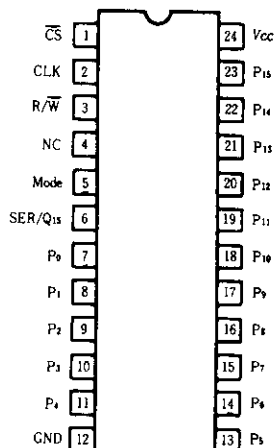 C̅S̅ 1 24 Vcc
CLK 2 23 P₁₅
R/W̅ 3 22 P₁₄
NC 4 21 P₁₃
Mode 5 20 P₁₂
SER/Q₁₅ 6 19 P₁₁
P₀ 7 18 P₁₀
P₁ 8 17 P₉
P₂ 9 16 P₈
P₃ 10 15 P₇
P₄ 11 14 P₆
GND 12 13 P₅